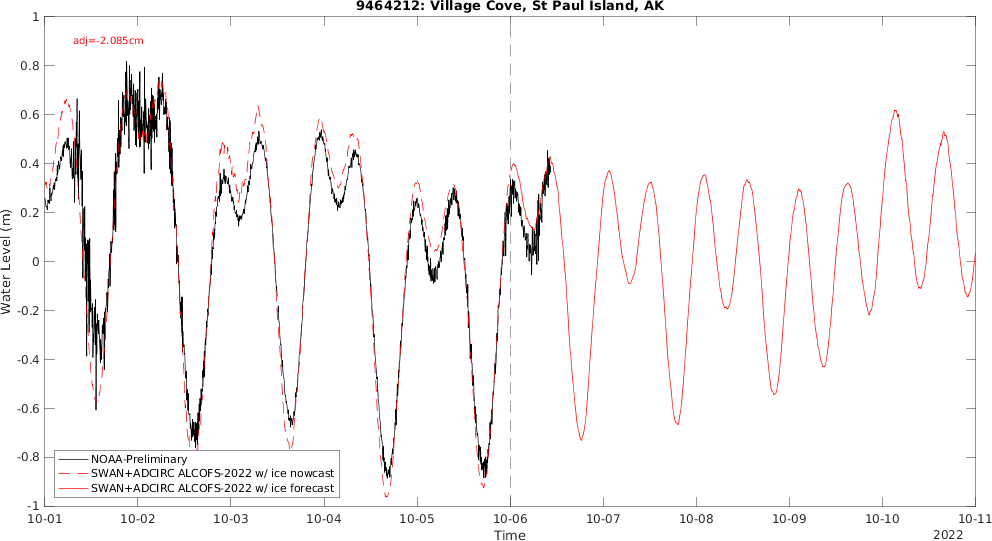 9464212: Village Cove, St Paul Island, AK
adj=-2.085cm
Water Level (m)
1
0.8
0.6
0.4
0.2
0
-0.2
-0.4
-0.6
-0.8
-1
NOAA-Preliminary
SWAN+ADCIRC ALCOFS-2022 w/ ice nowcast
SWAN+ADCIRC ALCOFS-2022 w/ ice forecast
10-01 10-02 10-03 10-04 10-05 10-06 10-07 10-08 10-09 10-10 10-11
Time
2022